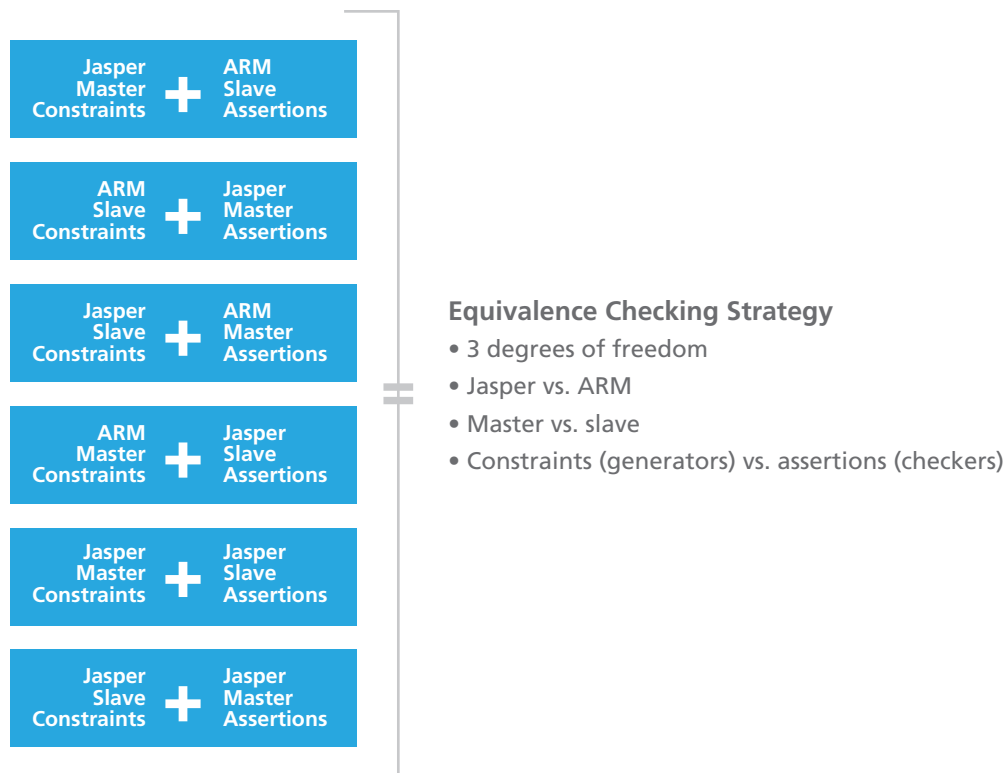 Jasper
Master
Constraints
+
ARM
Slave
Assertions
ARM
Slave
Constraints
+
Jasper
Master
Assertions
Jasper
Slave
Constraints
+
ARM
Master
Assertions
ARM
Master
Constraints
+
Jasper
Slave
Assertions
Jasper
Master
Constraints
+
Jasper
Slave
Assertions
Jasper
Slave
Constraints
+
Jasper
Master
Assertions
=
Equivalence Checking Strategy
• 3 degrees of freedom
• Jasper vs. ARM
• Master vs. slave
• Constraints (generators) vs. assertions (checkers)